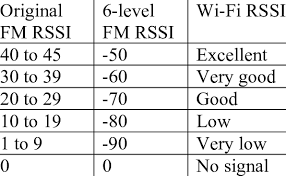 Original FM RSSI 6-level FM RSSI Wi-Fi RSSI
40 to 45 -50 Excellent
30 to 39 -60 Very good
20 to 29 -70 Good
10 to 19 -80 Low
1 to 9 -90 Very low
0 0 No signal